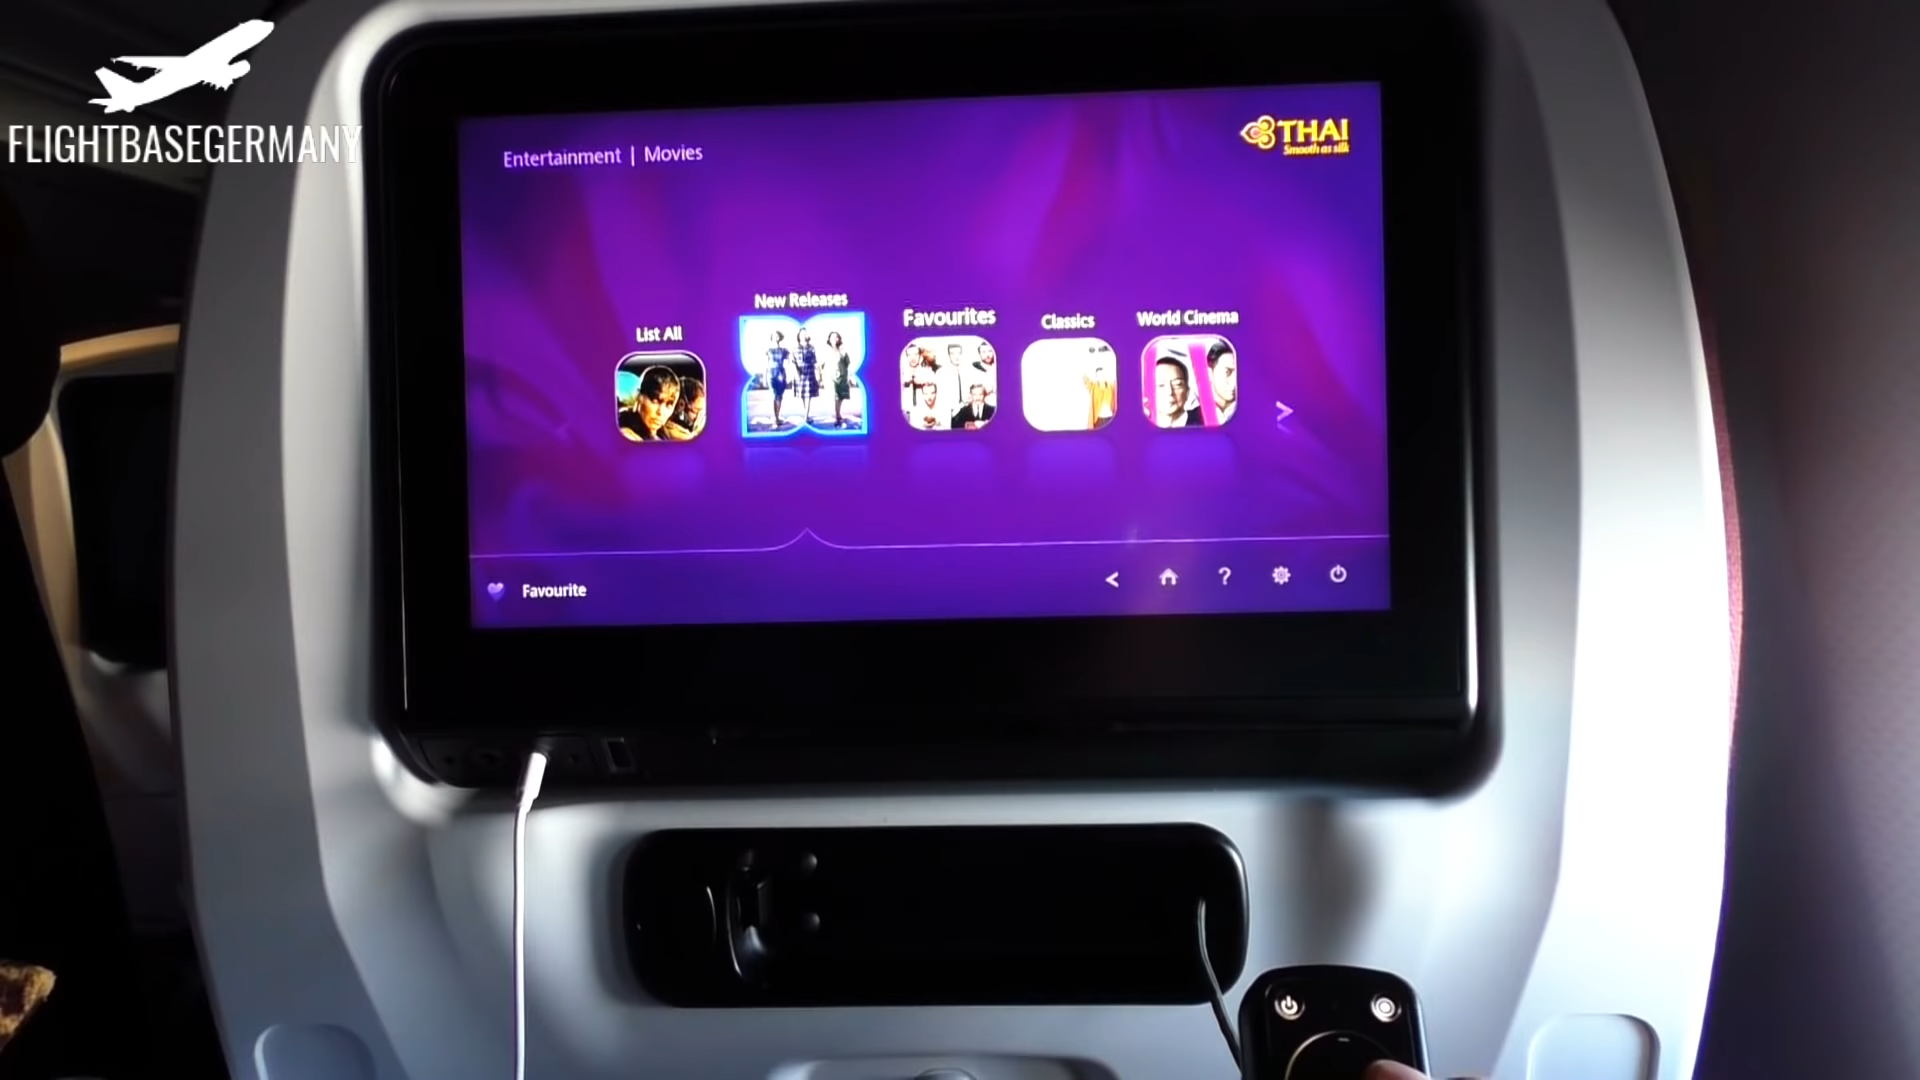 FLIGHTBASEGERMANY
Entertainment | Movies
THAI
Smooth as silk
List All
New Releases
Favourites
Classics
World Cinema
>
Favourite
< ?